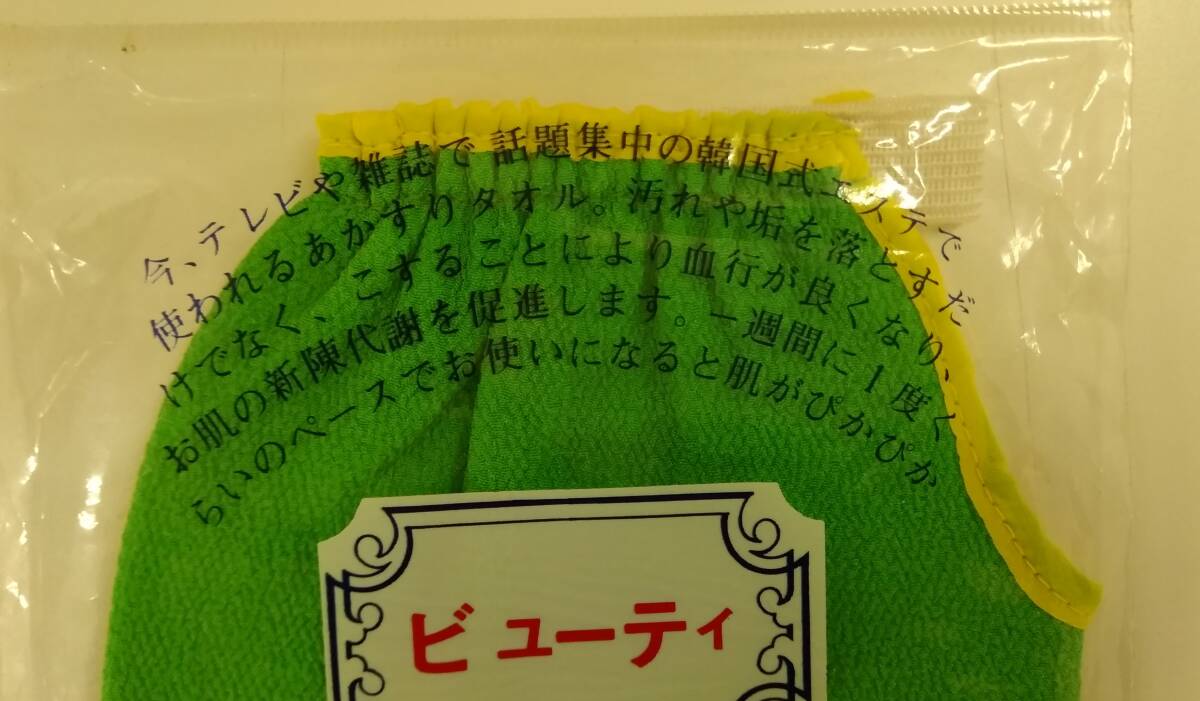 今、テレビや雑誌で話題集中の韓国式エステで
使われるあかすりタオル。汚れや垢を落とすだ
けでなく、こすることにより血行が良くなり、
お肌の新陳代謝を促進します。一週間に1度く
らいのペースでお使いになると肌がぴかぴか
ビューティ